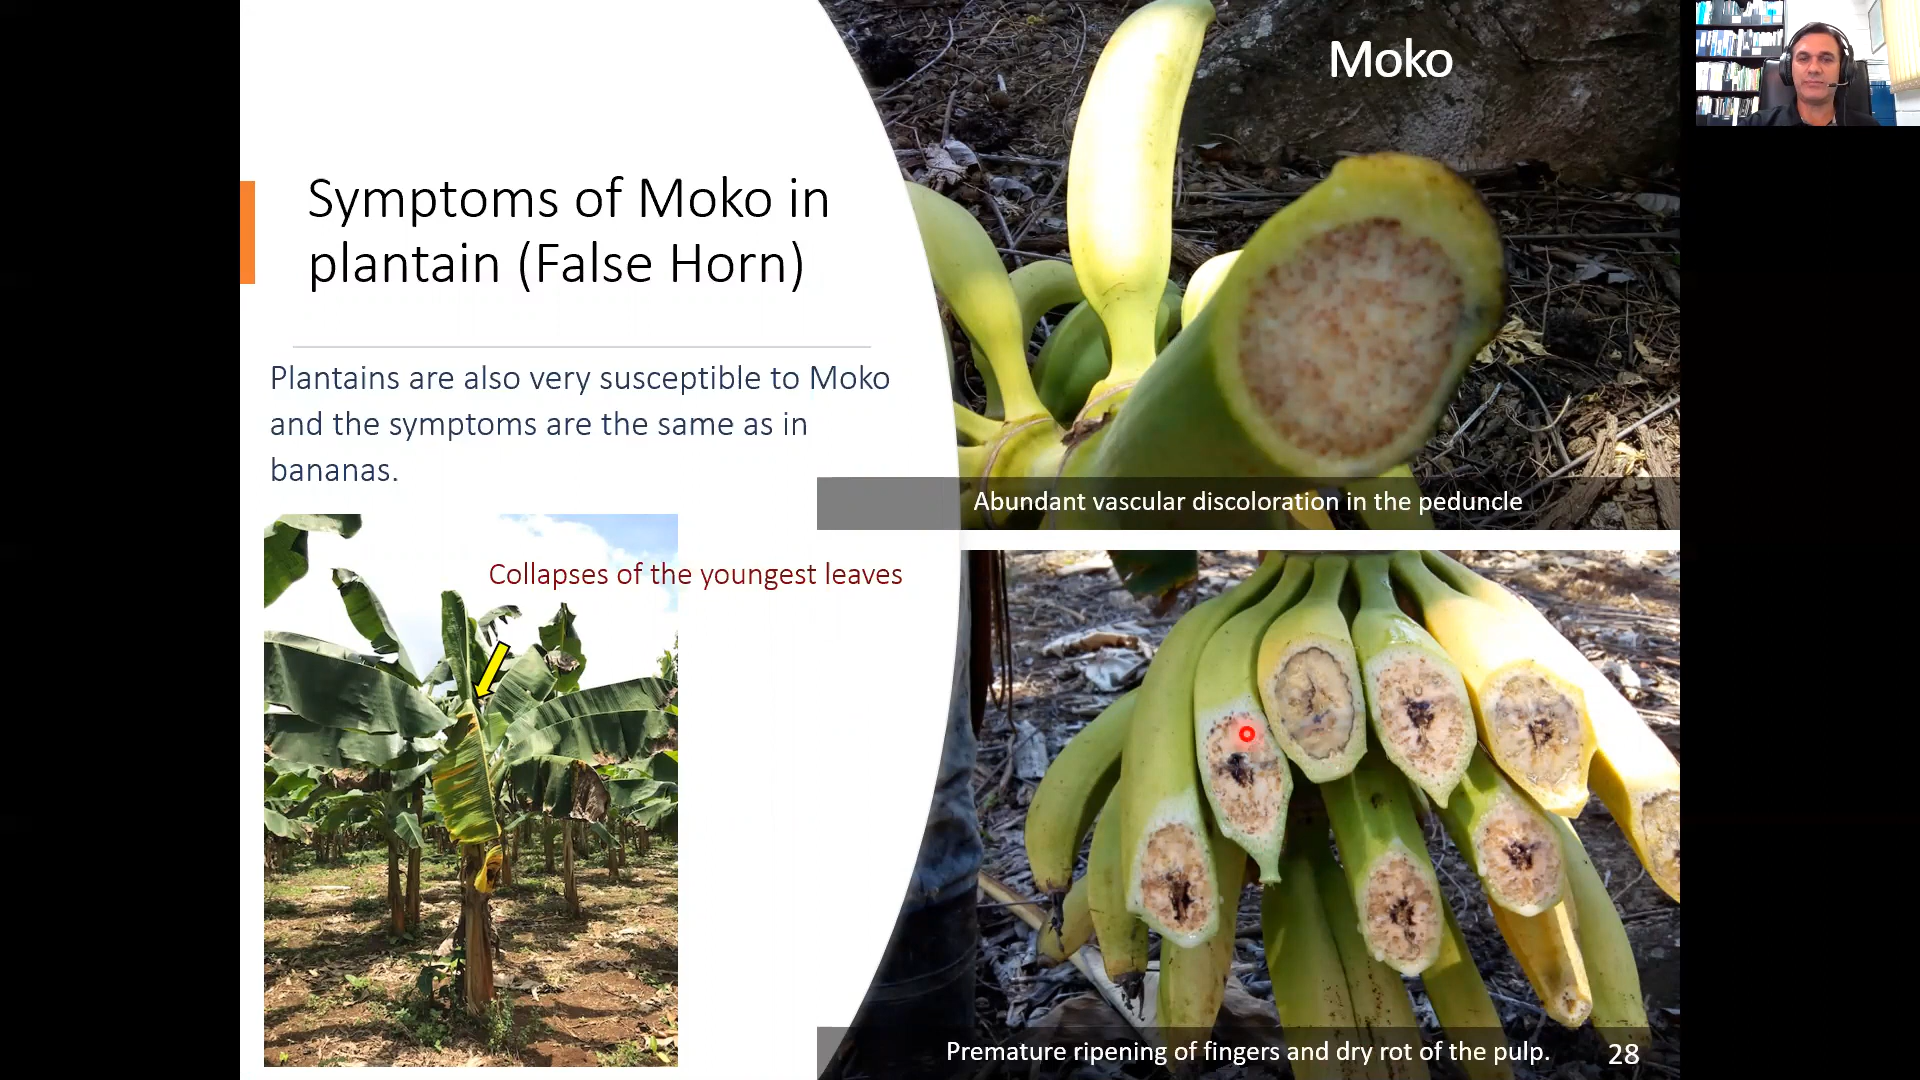 Moko
Symptoms of Moko in
plantain (False Horn)
Plantains are also very susceptible to Moko
and the symptoms are the same as in
bananas.
Abundant vascular discoloration in the peduncle
Collapses of the youngest leaves
Premature ripening of fingers and dry rot of the pulp.
28